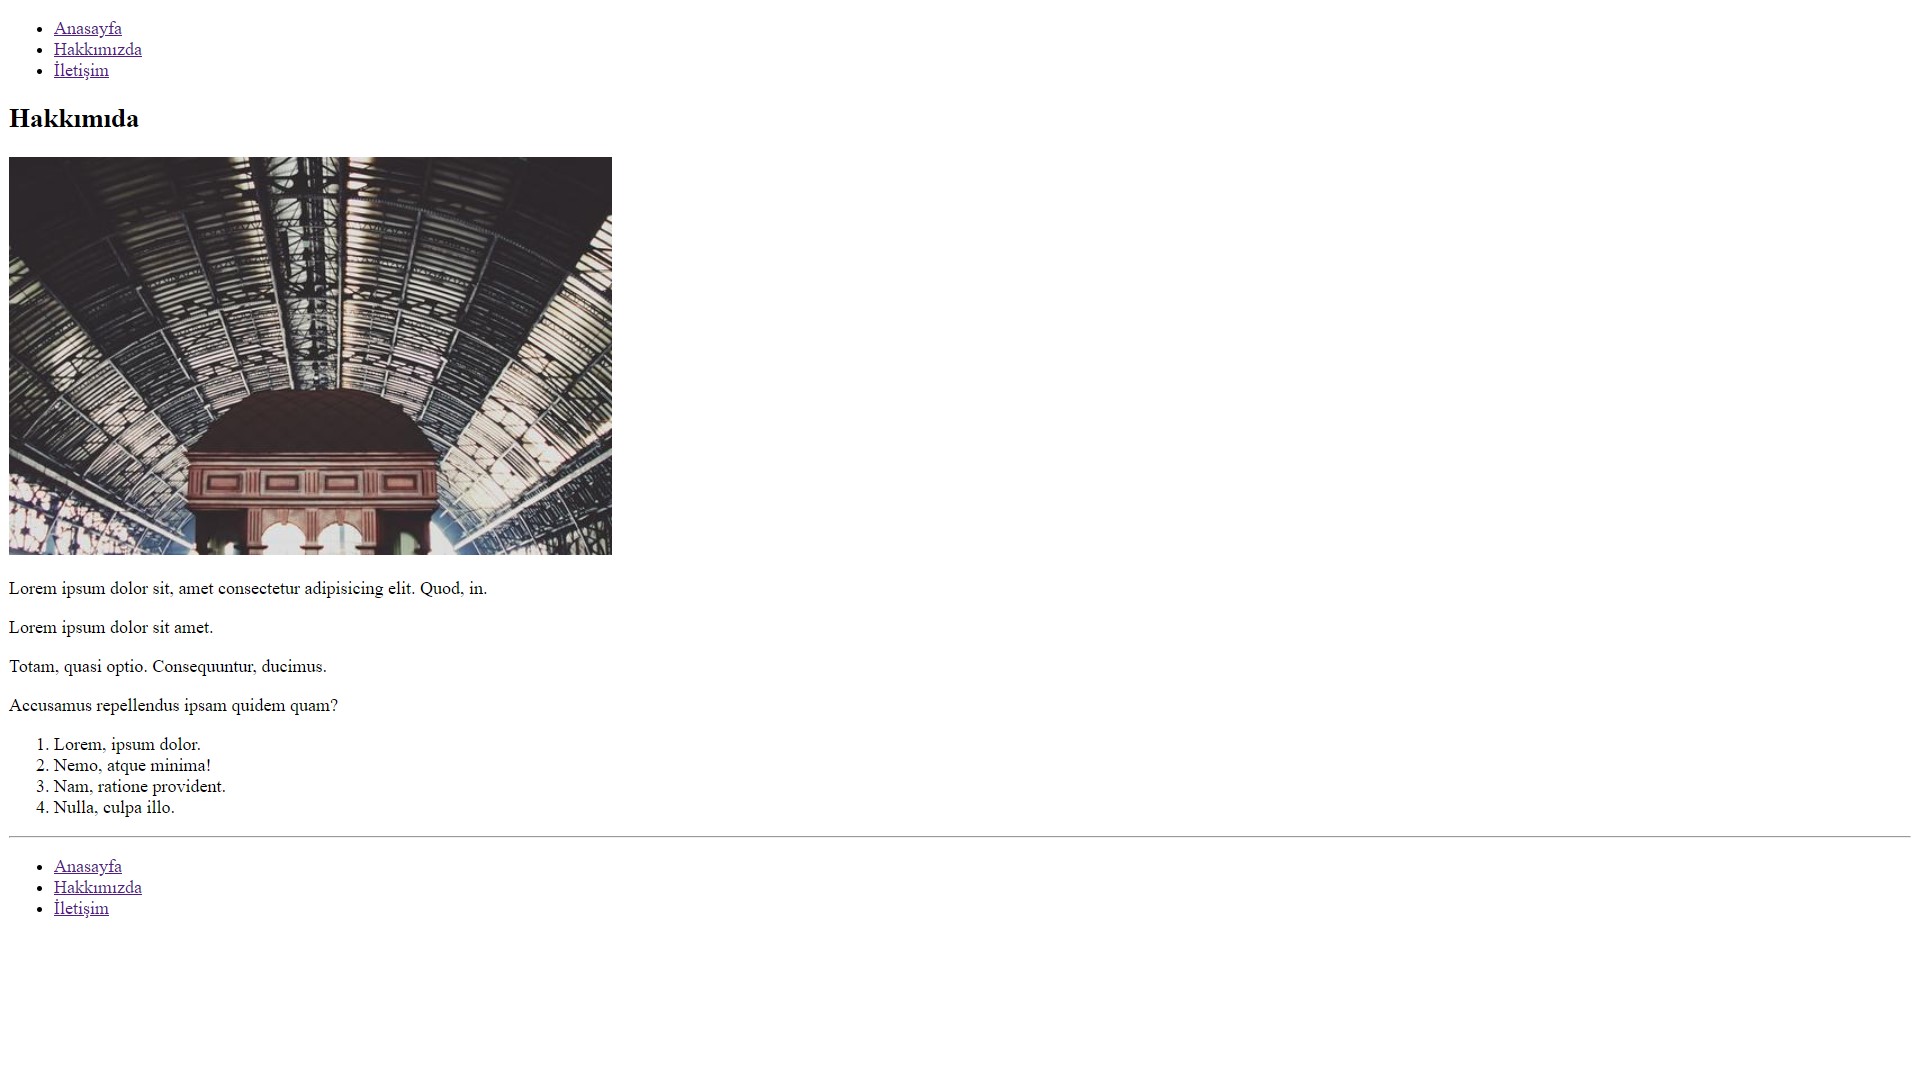 Anasayfa
Hakkımızda
İletişim
Hakkımıda
Lorem ipsum dolor sit, amet consectetur adipisicing elit. Quod, in.
Lorem ipsum dolor sit amet.
Totam, quasi optio. Consequuntur, ducimus.
Accusamus repellendus ipsam quidem quam?
1. Lorem, ipsum dolor.
2. Nemo, atque minima!
3. Nam, ratione provident.
4. Nulla, culpa illo.
Anasayfa
Hakkımızda
İletişim